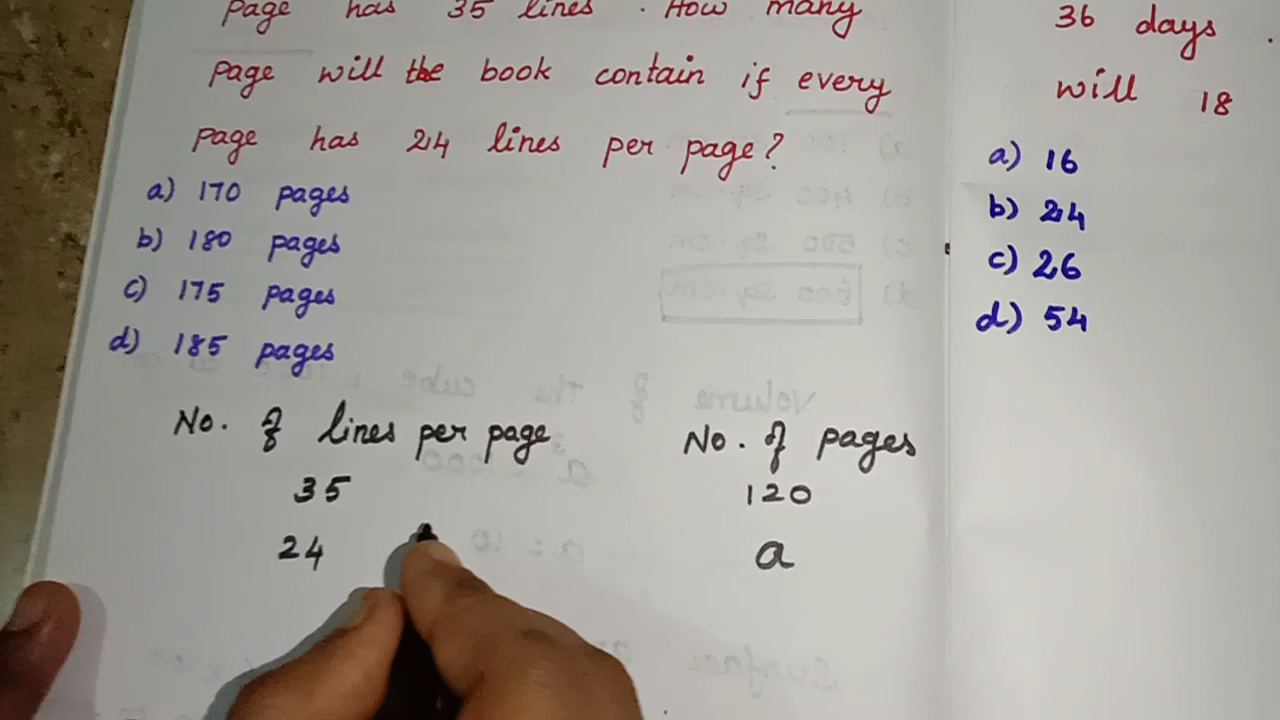 page has 35 lines. How many
page will the book contain if every
page has 24 lines per page?
a) 170 pages
b) 180 pages
c) 175 pages
d) 185 pages
No. of lines per page No. of pages
35 120
24 a
36 days.
will 18
a) 16
b) 24
c) 26
d) 54